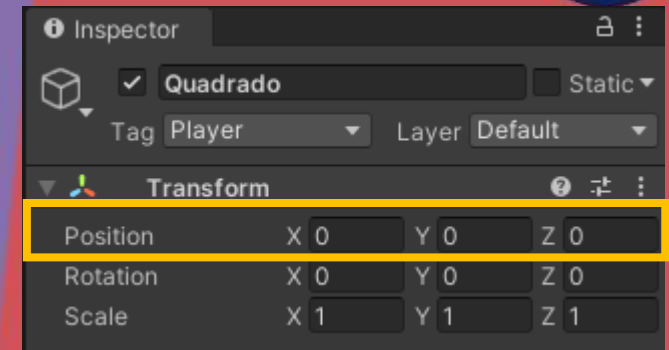 Inspector
Quadrado Static
Tag Player Layer Default
Transform
Position X 0 Y 0 Z 0
Rotation X 0 Y 0 Z 0
Scale X 1 Y 1 Z 1